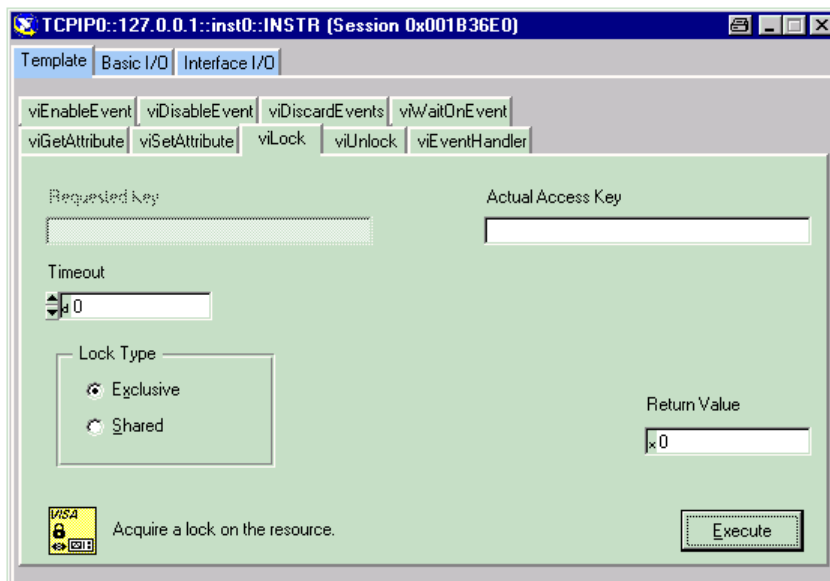 TCPIP0::127.0.0.1::inst0::INSTR (Session 0x001B36E0)
Template Basic I/O Interface I/O
viEnableEvent viDisableEvent viDiscardEvents viWaitOnEvent
viGetAttribute viSetAttribute viLock viUnlock viEventHandler
Requested Key Actual Access Key
Timeout
d 0
Lock Type
Exclusive
Shared
Return Value
x 0
VISA
Acquire a lock on the resource.
Execute